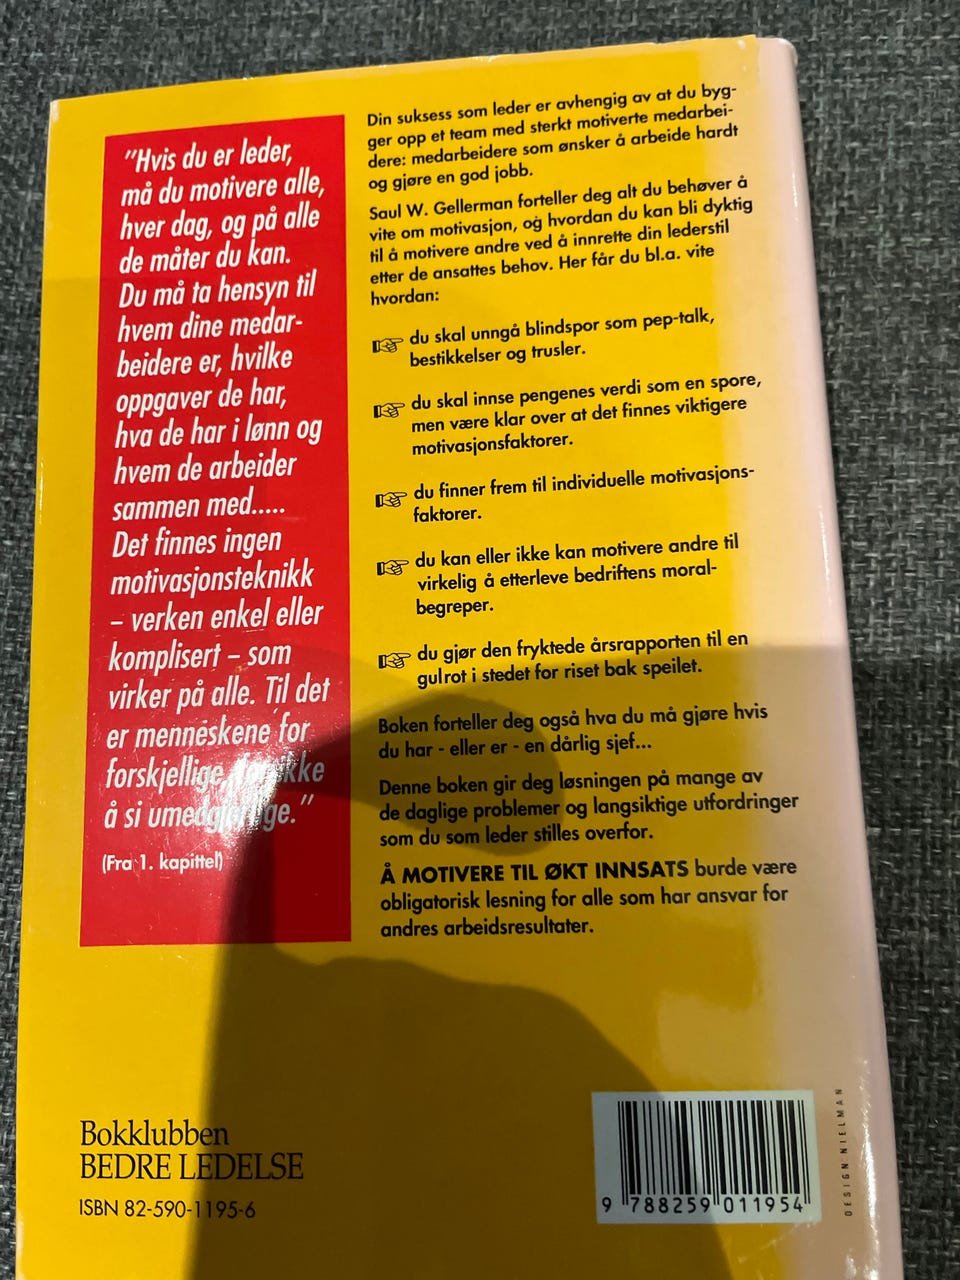 "Hvis du er leder,
må du motivere alle,
hver dag, og på alle
de måter du kan.
Du må ta hensyn til
hvem dine medar-
beidere er, hvilke
oppgaver de har,
hva de har i lønn og
hvem de arbeider
sammen med.....
Det finnes ingen
motivasjonsteknikk
– verken enkel eller
komplisert – som
virker på alle. Til det
er menneskene for
forskjellige, for ikke
å si umedgjørlige."
(Fra 1. kapittel)
Din suksess som leder er avhengig av at du byg-
ger opp et team med sterkt motiverte medarbei-
dere: medarbeidere som ønsker å arbeide hardt
og gjøre en god jobb.
Saul W. Gellerman forteller deg alt du behøver å
vite om motivasjon, og hvordan du kan bli dyktig
til å motivere andre ved å innrette din lederstil
etter de ansattes behov. Her får du bl.a. vite
hvordan:
du skal unngå blindspor som pep-talk,
bestikkelser og trusler.
du skal innse pengenes verdi som en spore,
men være klar over at det finnes viktigere
motivasjonsfaktorer.
du finner frem til individuelle motivasjons-
faktorer.
du kan eller ikke kan motivere andre til
virkelig å etterleve bedriftens moral-
begreper.
du gjør den fryktede årsrapporten til en
gulrot i stedet for riset bak speilet.
Boken forteller deg også hva du må gjøre hvis
du har - eller er - en dårlig sjef...
Denne boken gir deg løsningen på mange av
de daglige problemer og langsiktige utfordringer
som du som leder stilles overfor.
Å MOTIVERE TIL ØKT INNSATS burde være
obligatorisk lesning for alle som har ansvar for
andres arbeidsresultater.
Bokklubben
BEDRE LEDELSE
ISBN 82-590-1195-6
9 788259 011954
DESIGN: NIELMAN